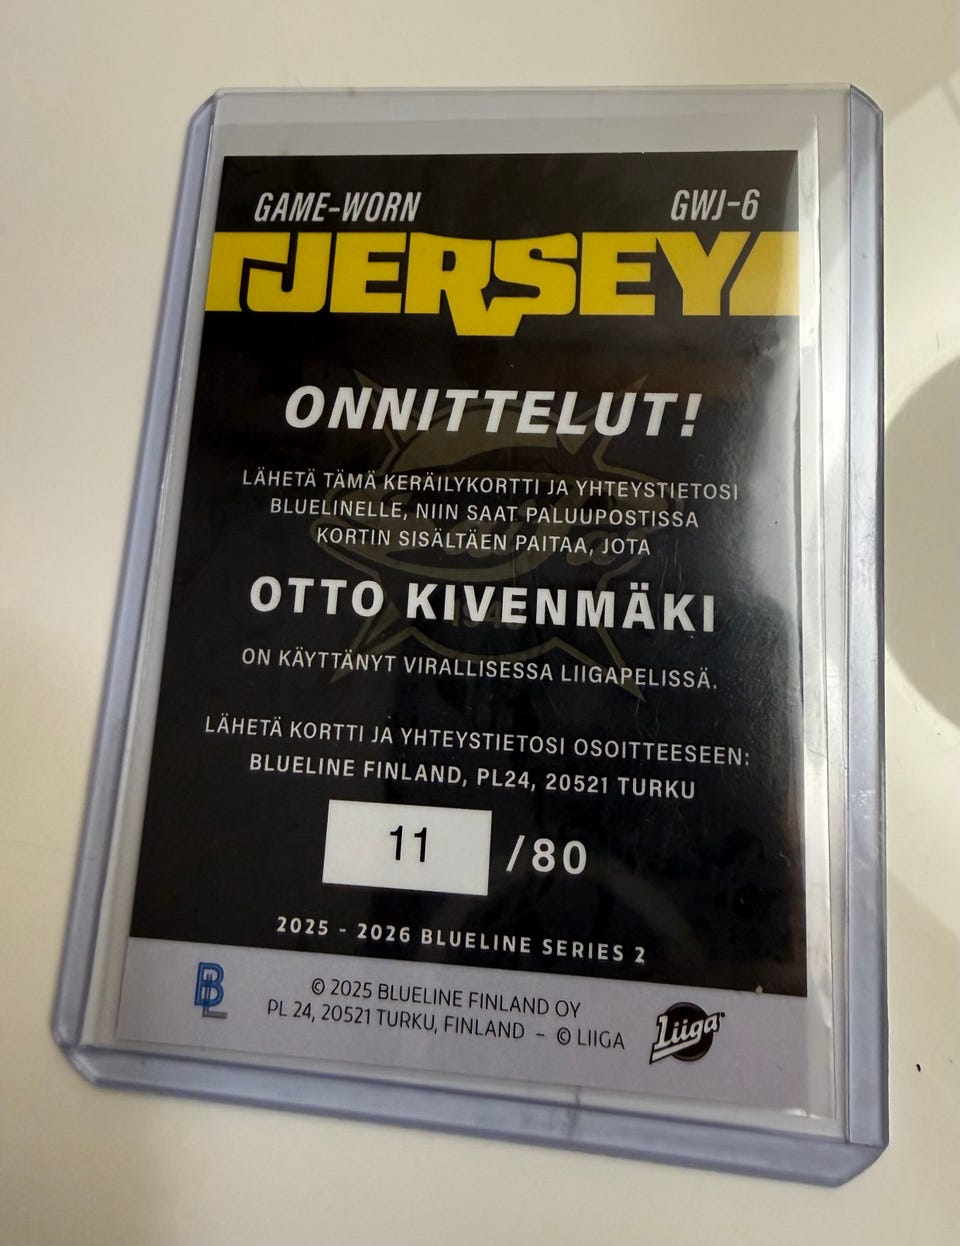 GAME-WORN
GWJ-6
JERSEY
ONNITTELUT!
LÄHETÄ TÄMÄ KERÄILYKORTTI JA YHTEYSTIETOSI
BLUELINELLE, NIIN SAAT PALUUPOSTISSA
KORTIN SISÄLTÄEN PAITAA, JOTA
OTTO KIVENMÄKI
ON KÄYTTÄNYT VIRALLISESSA LIIGAPELISSÄ.
LÄHETÄ KORTTI JA YHTEYSTIETOSI OSOITTEESEEN:
BLUELINE FINLAND, PL24, 20521 TURKU
11 /80
2025 - 2026 BLUELINE SERIES 2
BL
© 2025 BLUELINE FINLAND OY
PL 24, 20521 TURKU, FINLAND - © LIIGA
Liiga